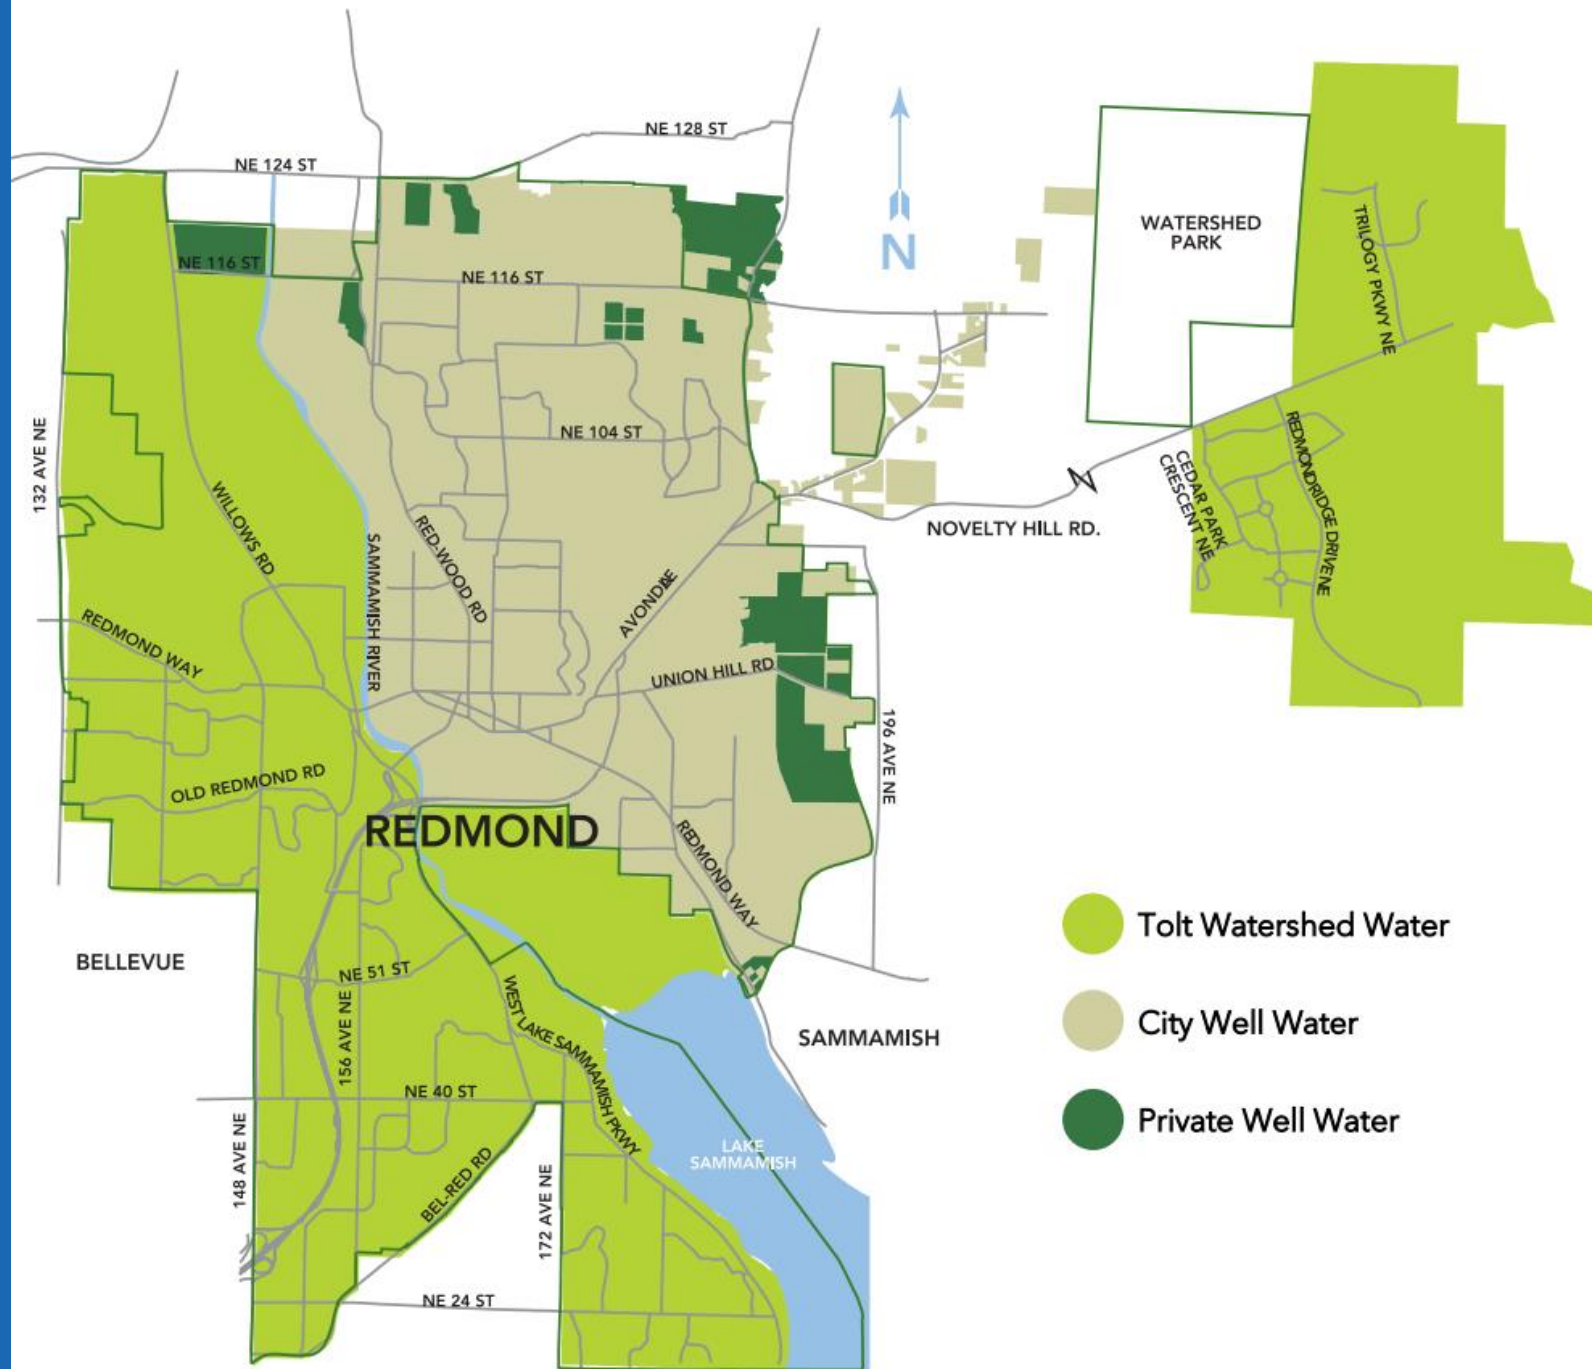 NE 128 ST
NE 124 ST
WATERSHED
PARK
TRILOGY PKWY NE
N
NE 116 ST
NE 116 ST
132 AVE NE
NE 104 ST
REDMONDRIDGE DRIVE NE
CEDAR PARK
CRESCENT NE
WILLOWS RD
SAMMAMISH RIVER
RED-WOOD RD
N
NOVELTY HILL RD.
AVONDALE
REDMOND WAY
UNION HILL RD
196 AVE NE
OLD REDMOND RD
REDMOND
REDMOND WAY
Tolt Watershed Water
BELLEVUE
NE 51 ST
156 AVE NE
WEST LAKE SAMMAMISH PKWY
City Well Water
SAMMAMISH
NE 40 ST
Private Well Water
148 AVE NE
BEL-RED RD
172 AVE NE
LAKE
SAMMAMISH
NE 24 ST